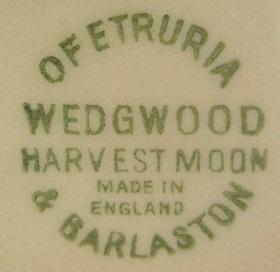 OF ETRURIA
WEDGWOOD
HARVEST MOON
MADE IN
ENGLAND
& BARLASTON